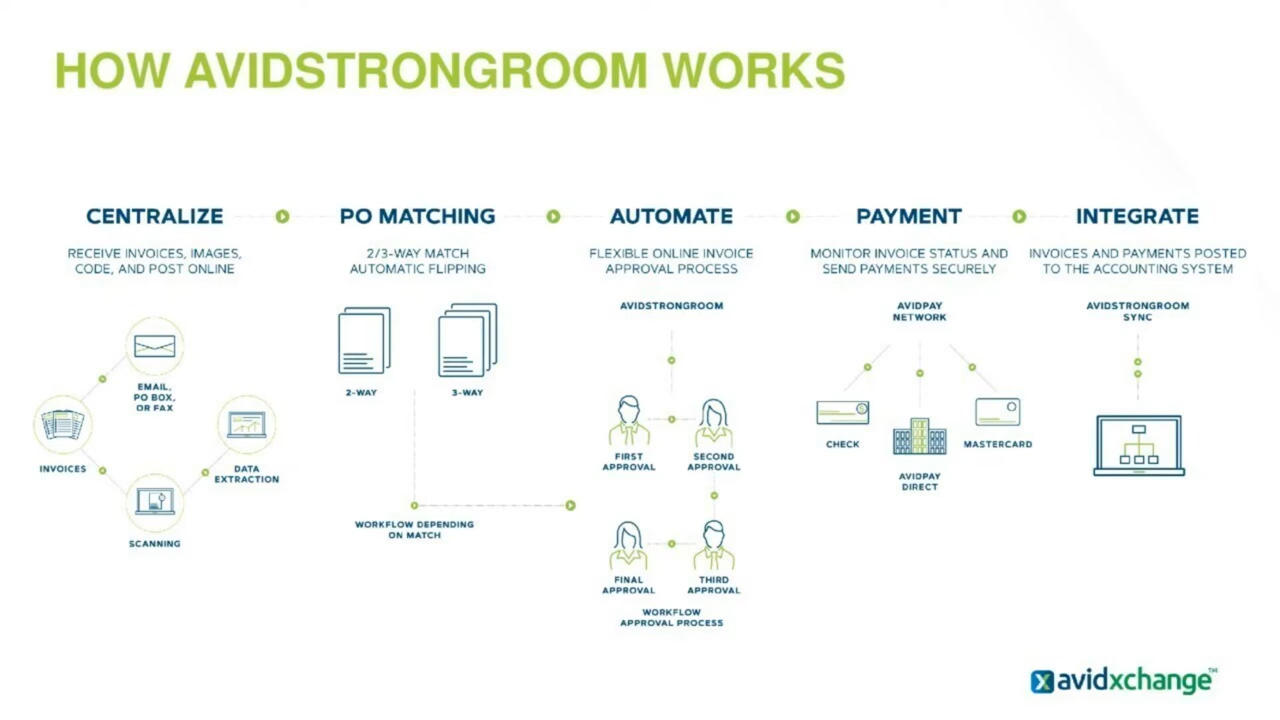 HOW AVIDSTRONGROOM WORKS
CENTRALIZE
RECEIVE INVOICES, IMAGES,
CODE, AND POST ONLINE
EMAIL,
PO BOX,
OR FAX
INVOICES
DATA
EXTRACTION
SCANNING
PO MATCHING
2/3-WAY MATCH
AUTOMATIC FLIPPING
2-WAY
3-WAY
WORKFLOW DEPENDING
ON MATCH
AUTOMATE
FLEXIBLE ONLINE INVOICE
APPROVAL PROCESS
AVIDSTRONGROOM
FIRST
APPROVAL
SECOND
APPROVAL
FINAL
APPROVAL
THIRD
APPROVAL
WORKFLOW
APPROVAL PROCESS
PAYMENT
MONITOR INVOICE STATUS AND
SEND PAYMENTS SECURELY
AVIDPAY
NETWORK
CHECK
AVIDPAY
DIRECT
MASTERCARD
INTEGRATE
INVOICES AND PAYMENTS POSTED
TO THE ACCOUNTING SYSTEM
AVIDSTRONGROOM
SYNC
avidxchange™